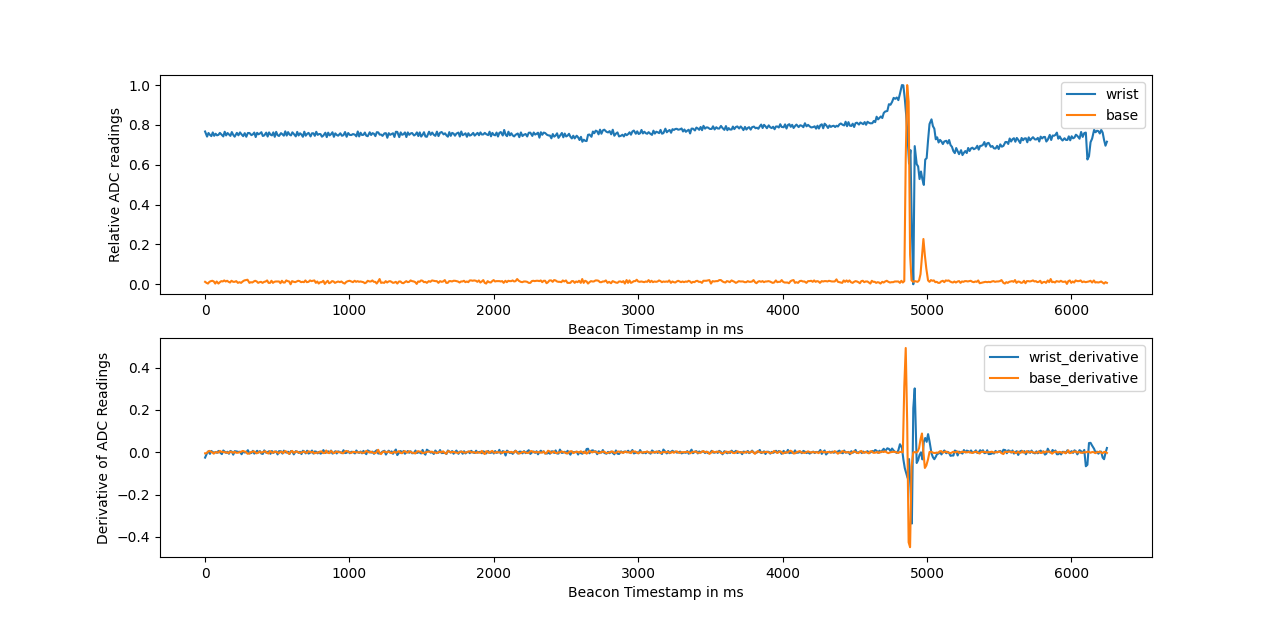 1.0
0.8
0.6
0.4
0.2
0.0
Relative ADC readings
wrist
base
0 1000 2000 3000 4000 5000 6000
Beacon Timestamp in ms
0.4
0.2
0.0
−0.2
−0.4
Derivative of ADC Readings
wrist_derivative
base_derivative
0 1000 2000 3000 4000 5000 6000
Beacon Timestamp in ms